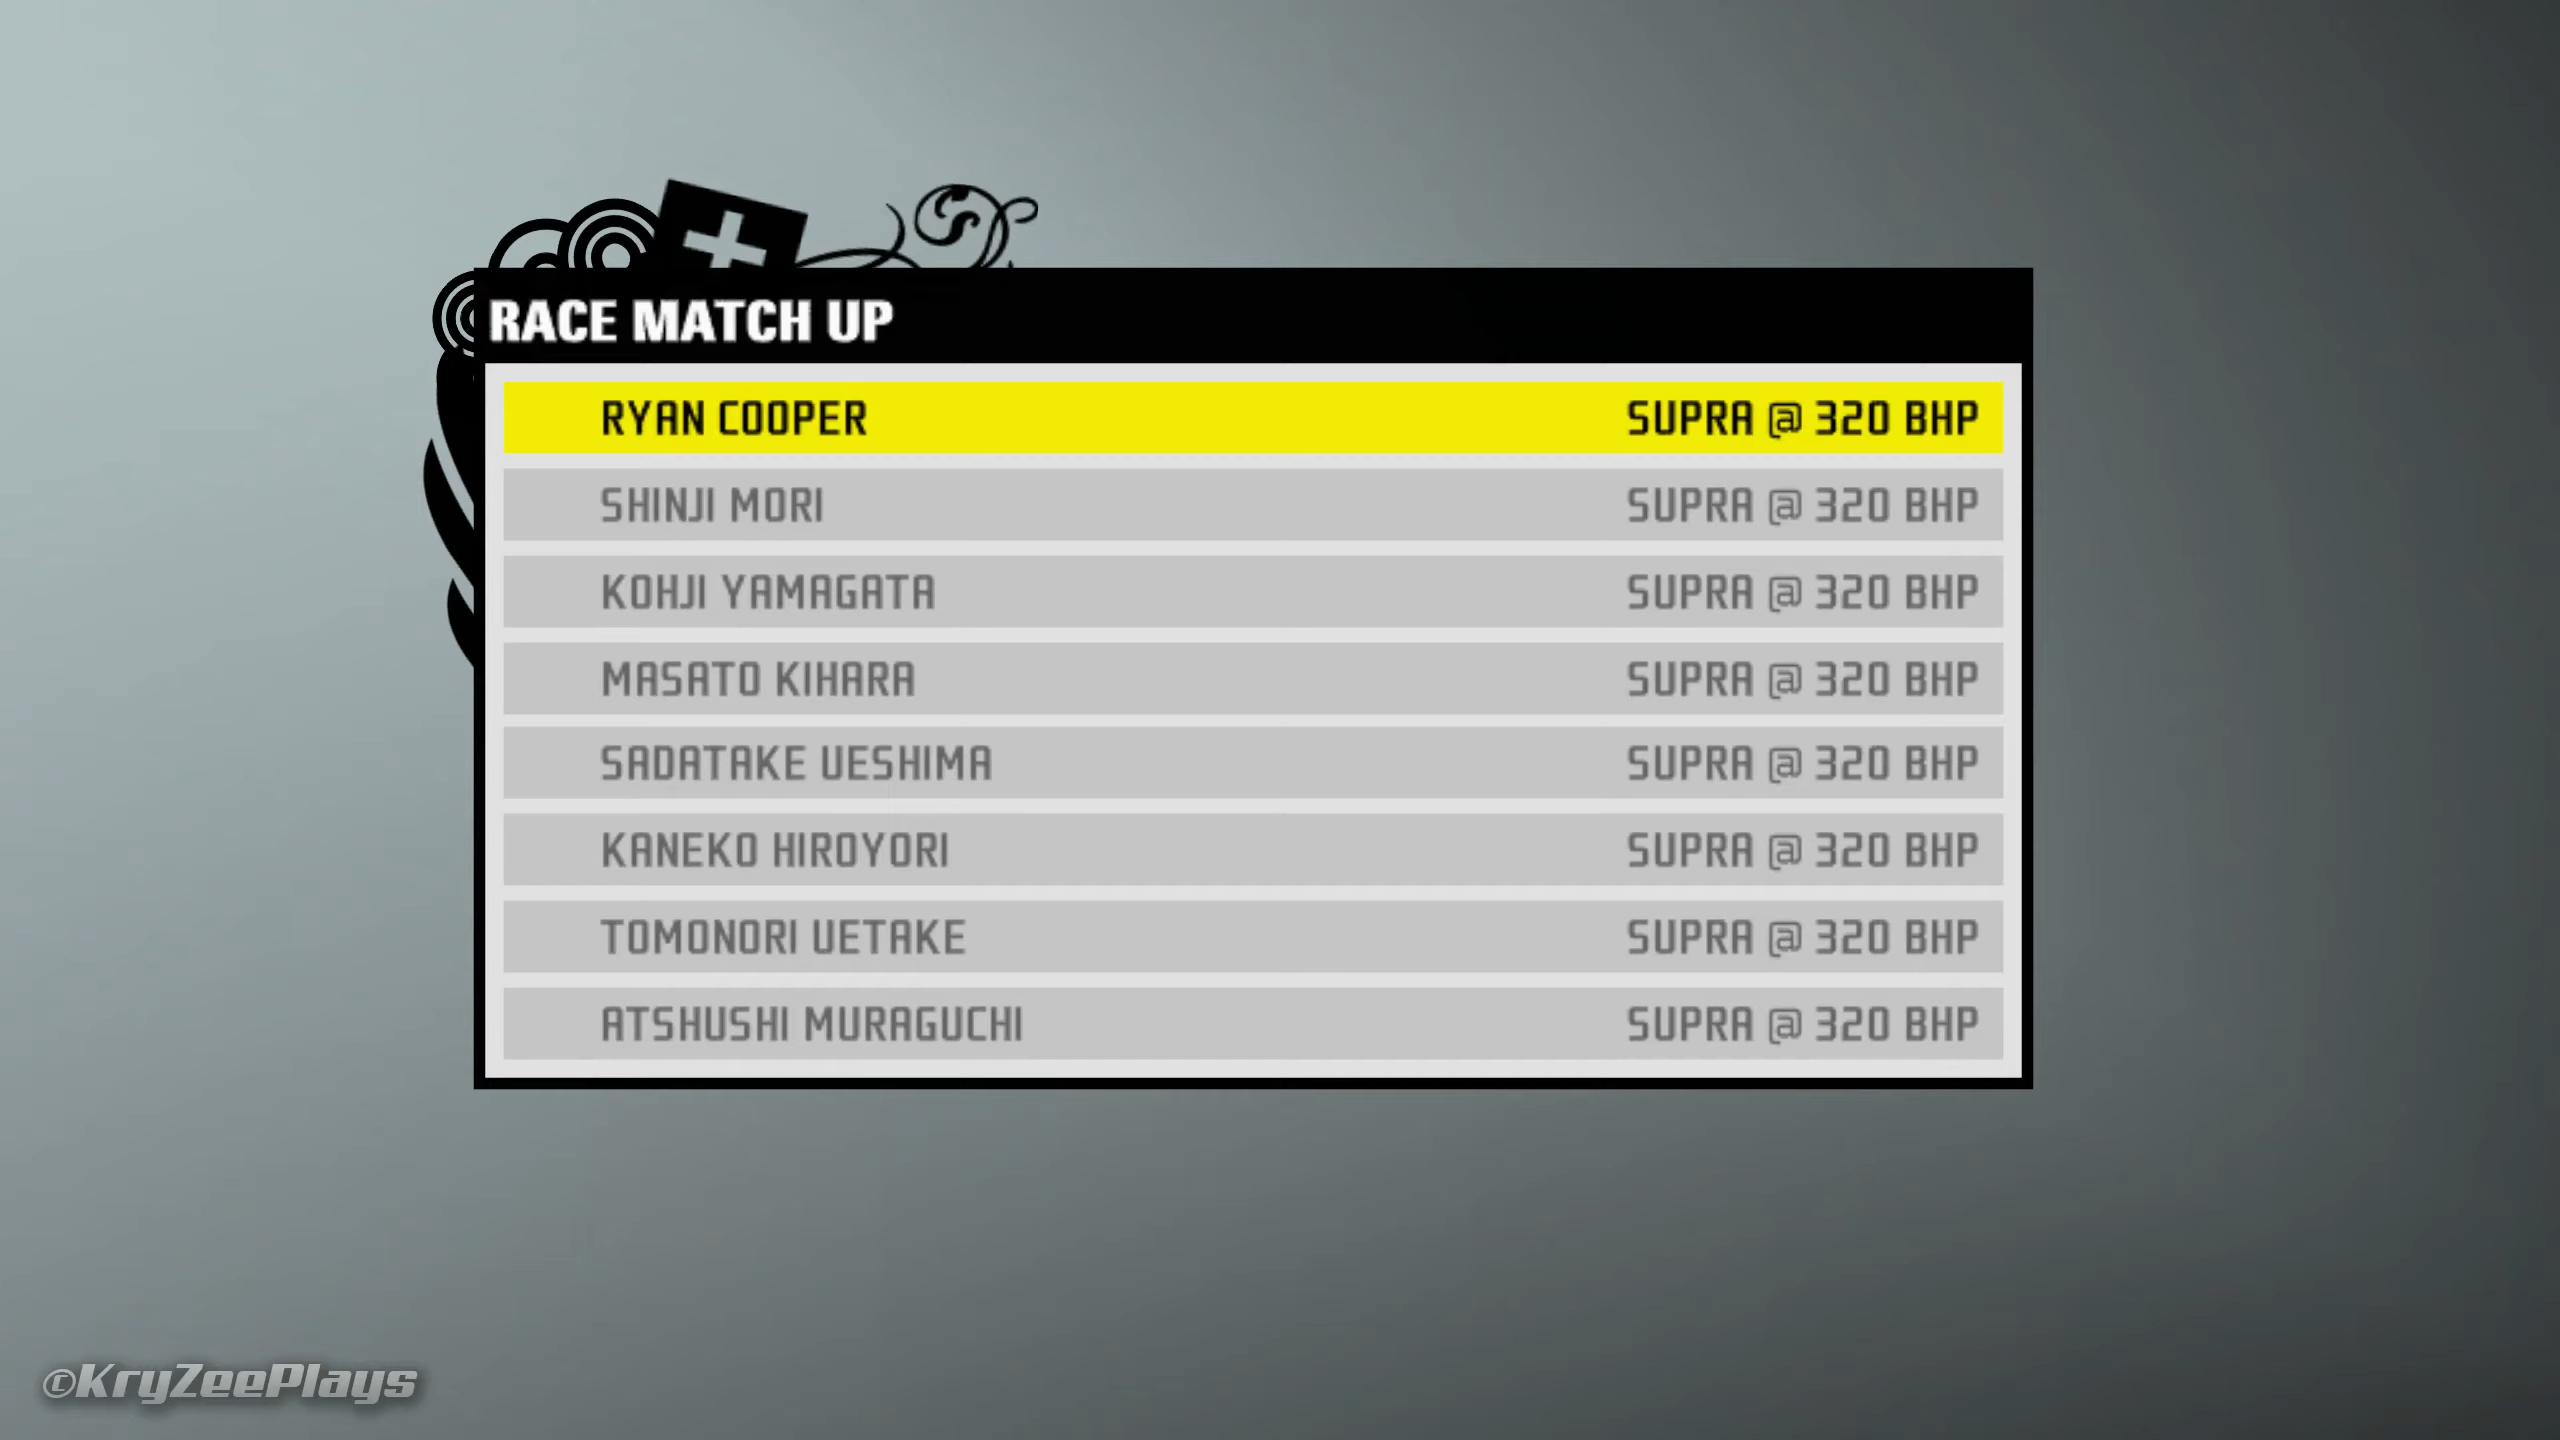 RACE MATCH UP
RYAN COOPER SUPRA @ 320 BHP
SHINJI MORI SUPRA @ 320 BHP
KOHJI YAMAGATA SUPRA @ 320 BHP
MASATO KIHARA SUPRA @ 320 BHP
SADATAKE UESHIMA SUPRA @ 320 BHP
KANEKO HIROYORI SUPRA @ 320 BHP
TOMONORI UETAKE SUPRA @ 320 BHP
ATSHUSHI MURAGUCHI SUPRA @ 320 BHP
©KryZeePlays